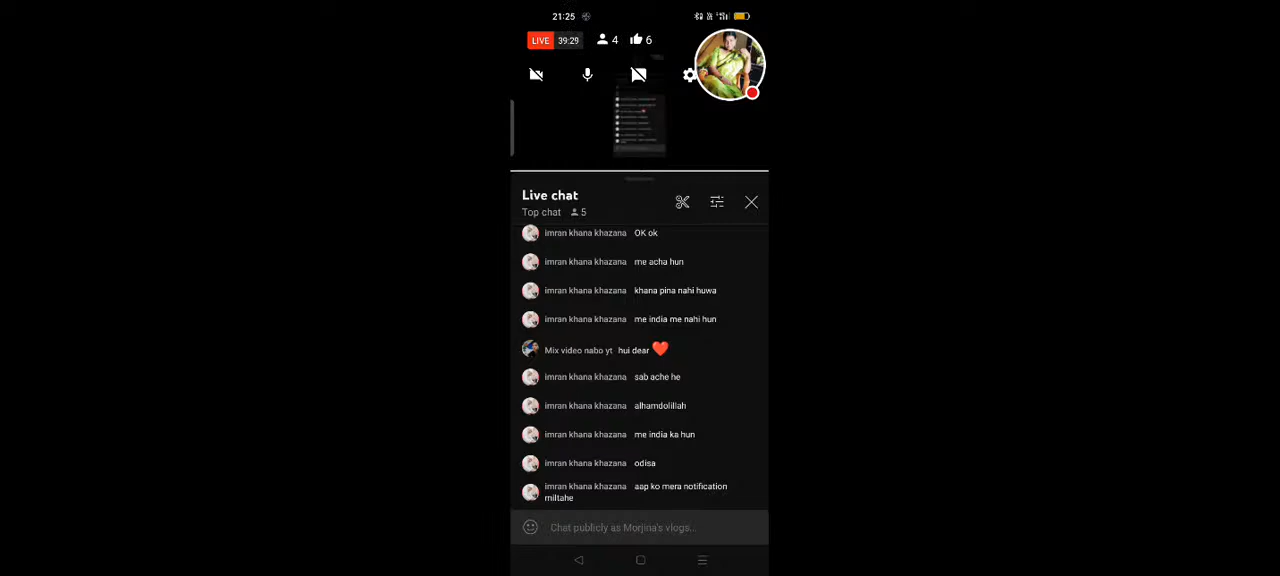 21:25
LIVE 39:29 4 6
Live chat
Top chat 5
imran khana khazana OK ok
imran khana khazana me acha hun
imran khana khazana khana pina nahi huwa
imran khana khazana me india me nahi hun
Mix video nabo yt hui dear ❤️
imran khana khazana sab ache he
imran khana khazana alhamdolillah
imran khana khazana me india ka hun
imran khana khazana odisa
imran khana khazana aap ko mera notification
miltahe
Chat publicly as Morjina's vlogs...